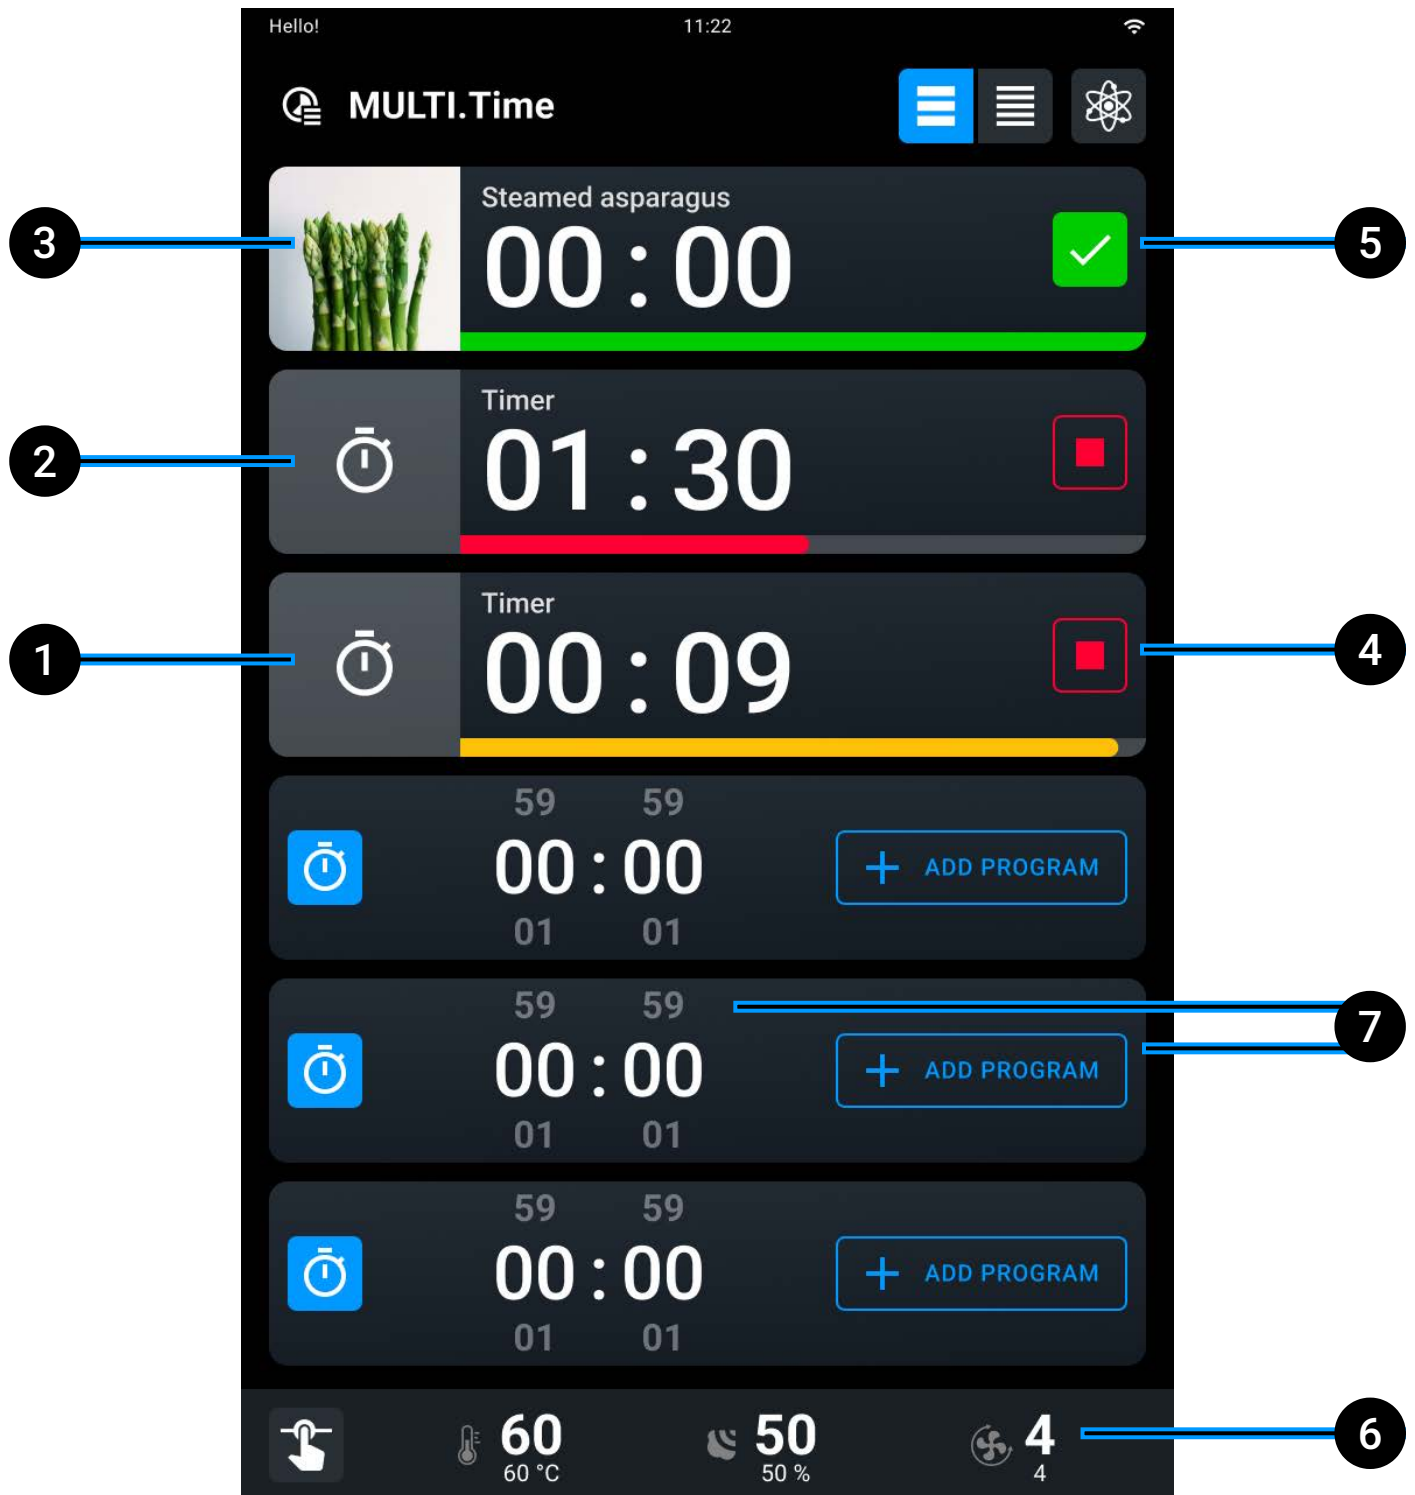 Hello! 11:22
MULTI.Time
Steamed asparagus
3
00 : 00
5
Timer
2
01 : 30
Timer
1
00 : 09
4
59 59
00 : 00
ADD PROGRAM
01 01
59 59
7
00 : 00
ADD PROGRAM
01 01
59 59
00 : 00
ADD PROGRAM
01 01
60 50 4
6
60 °C 50 % 4